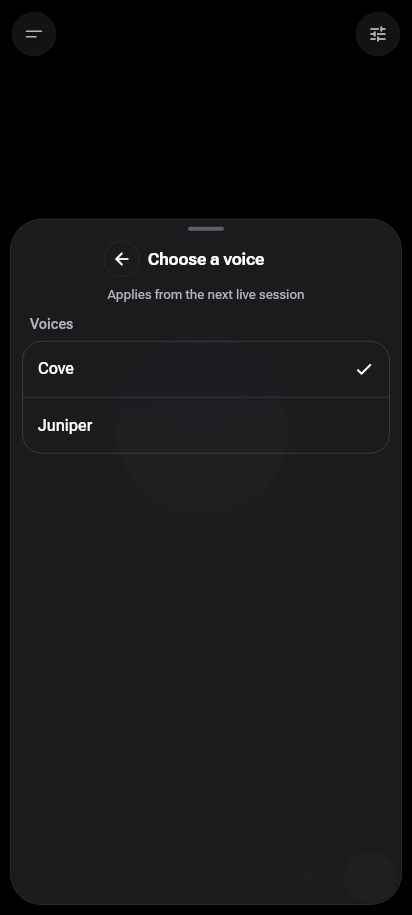 Choose a voice
Applies from the next live session
Voices
Cove
Juniper